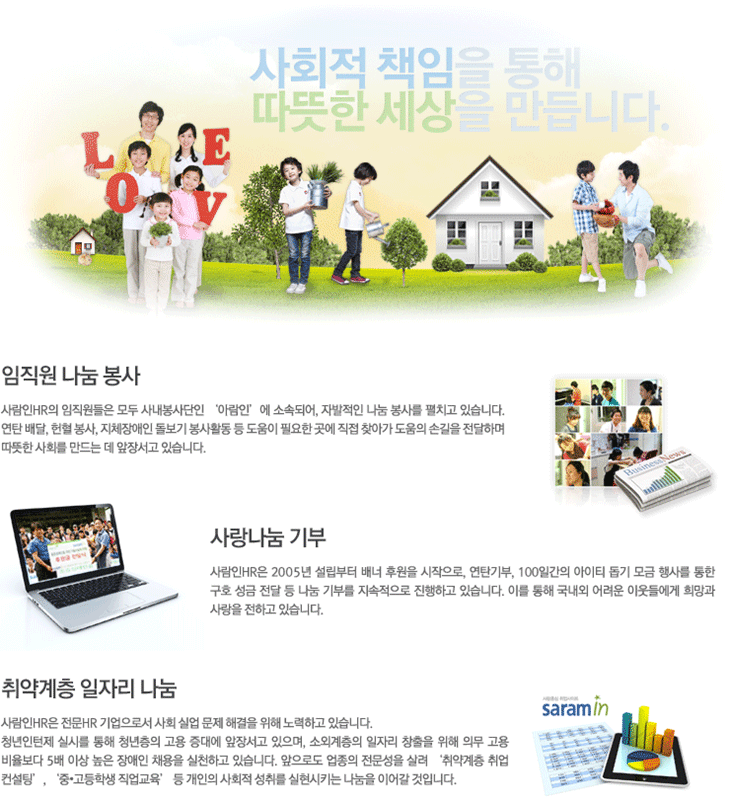 사회적 책임을 통해
따뜻한 세상을 만듭니다.
L
E
O
V
임직원 나눔 봉사
사람인HR의 임직원들은 모두 사내봉사단인 ‘아람인’에 소속되어, 자발적인 나눔 봉사를 펼치고 있습니다.
연탄 배달, 헌혈 봉사, 지체장애인 돌보기 봉사활동 등 도움이 필요한 곳에 직접 찾아가 도움의 손길을 전달하며
따뜻한 사회를 만드는 데 앞장서고 있습니다.
Business News
사랑나눔 기부
사람인HR은 2005년 설립부터 배너 후원을 시작으로, 연탄기부, 100일간의 아이티 돕기 모금 행사를 통한
구호 성금 전달 등 나눔 기부를 지속적으로 진행하고 있습니다. 이를 통해 국내외 어려운 이웃들에게 희망과
사랑을 전하고 있습니다.
취약계층 일자리 나눔
사람인HR은 전문HR 기업으로서 사회 실업 문제 해결을 위해 노력하고 있습니다.
청년인턴제 실시를 통해 청년층의 고용 증대에 앞장서고 있으며, 소외계층의 일자리 창출을 위해 의무 고용
비율보다 5배 이상 높은 장애인 채용을 실천하고 있습니다. 앞으로도 업종의 전문성을 살려 ‘취약계층 취업
컨설팅’, ‘중•고등학생 직업교육’ 등 개인의 사회적 성취를 실현시키는 나눔을 이어갈 것입니다.
saramin